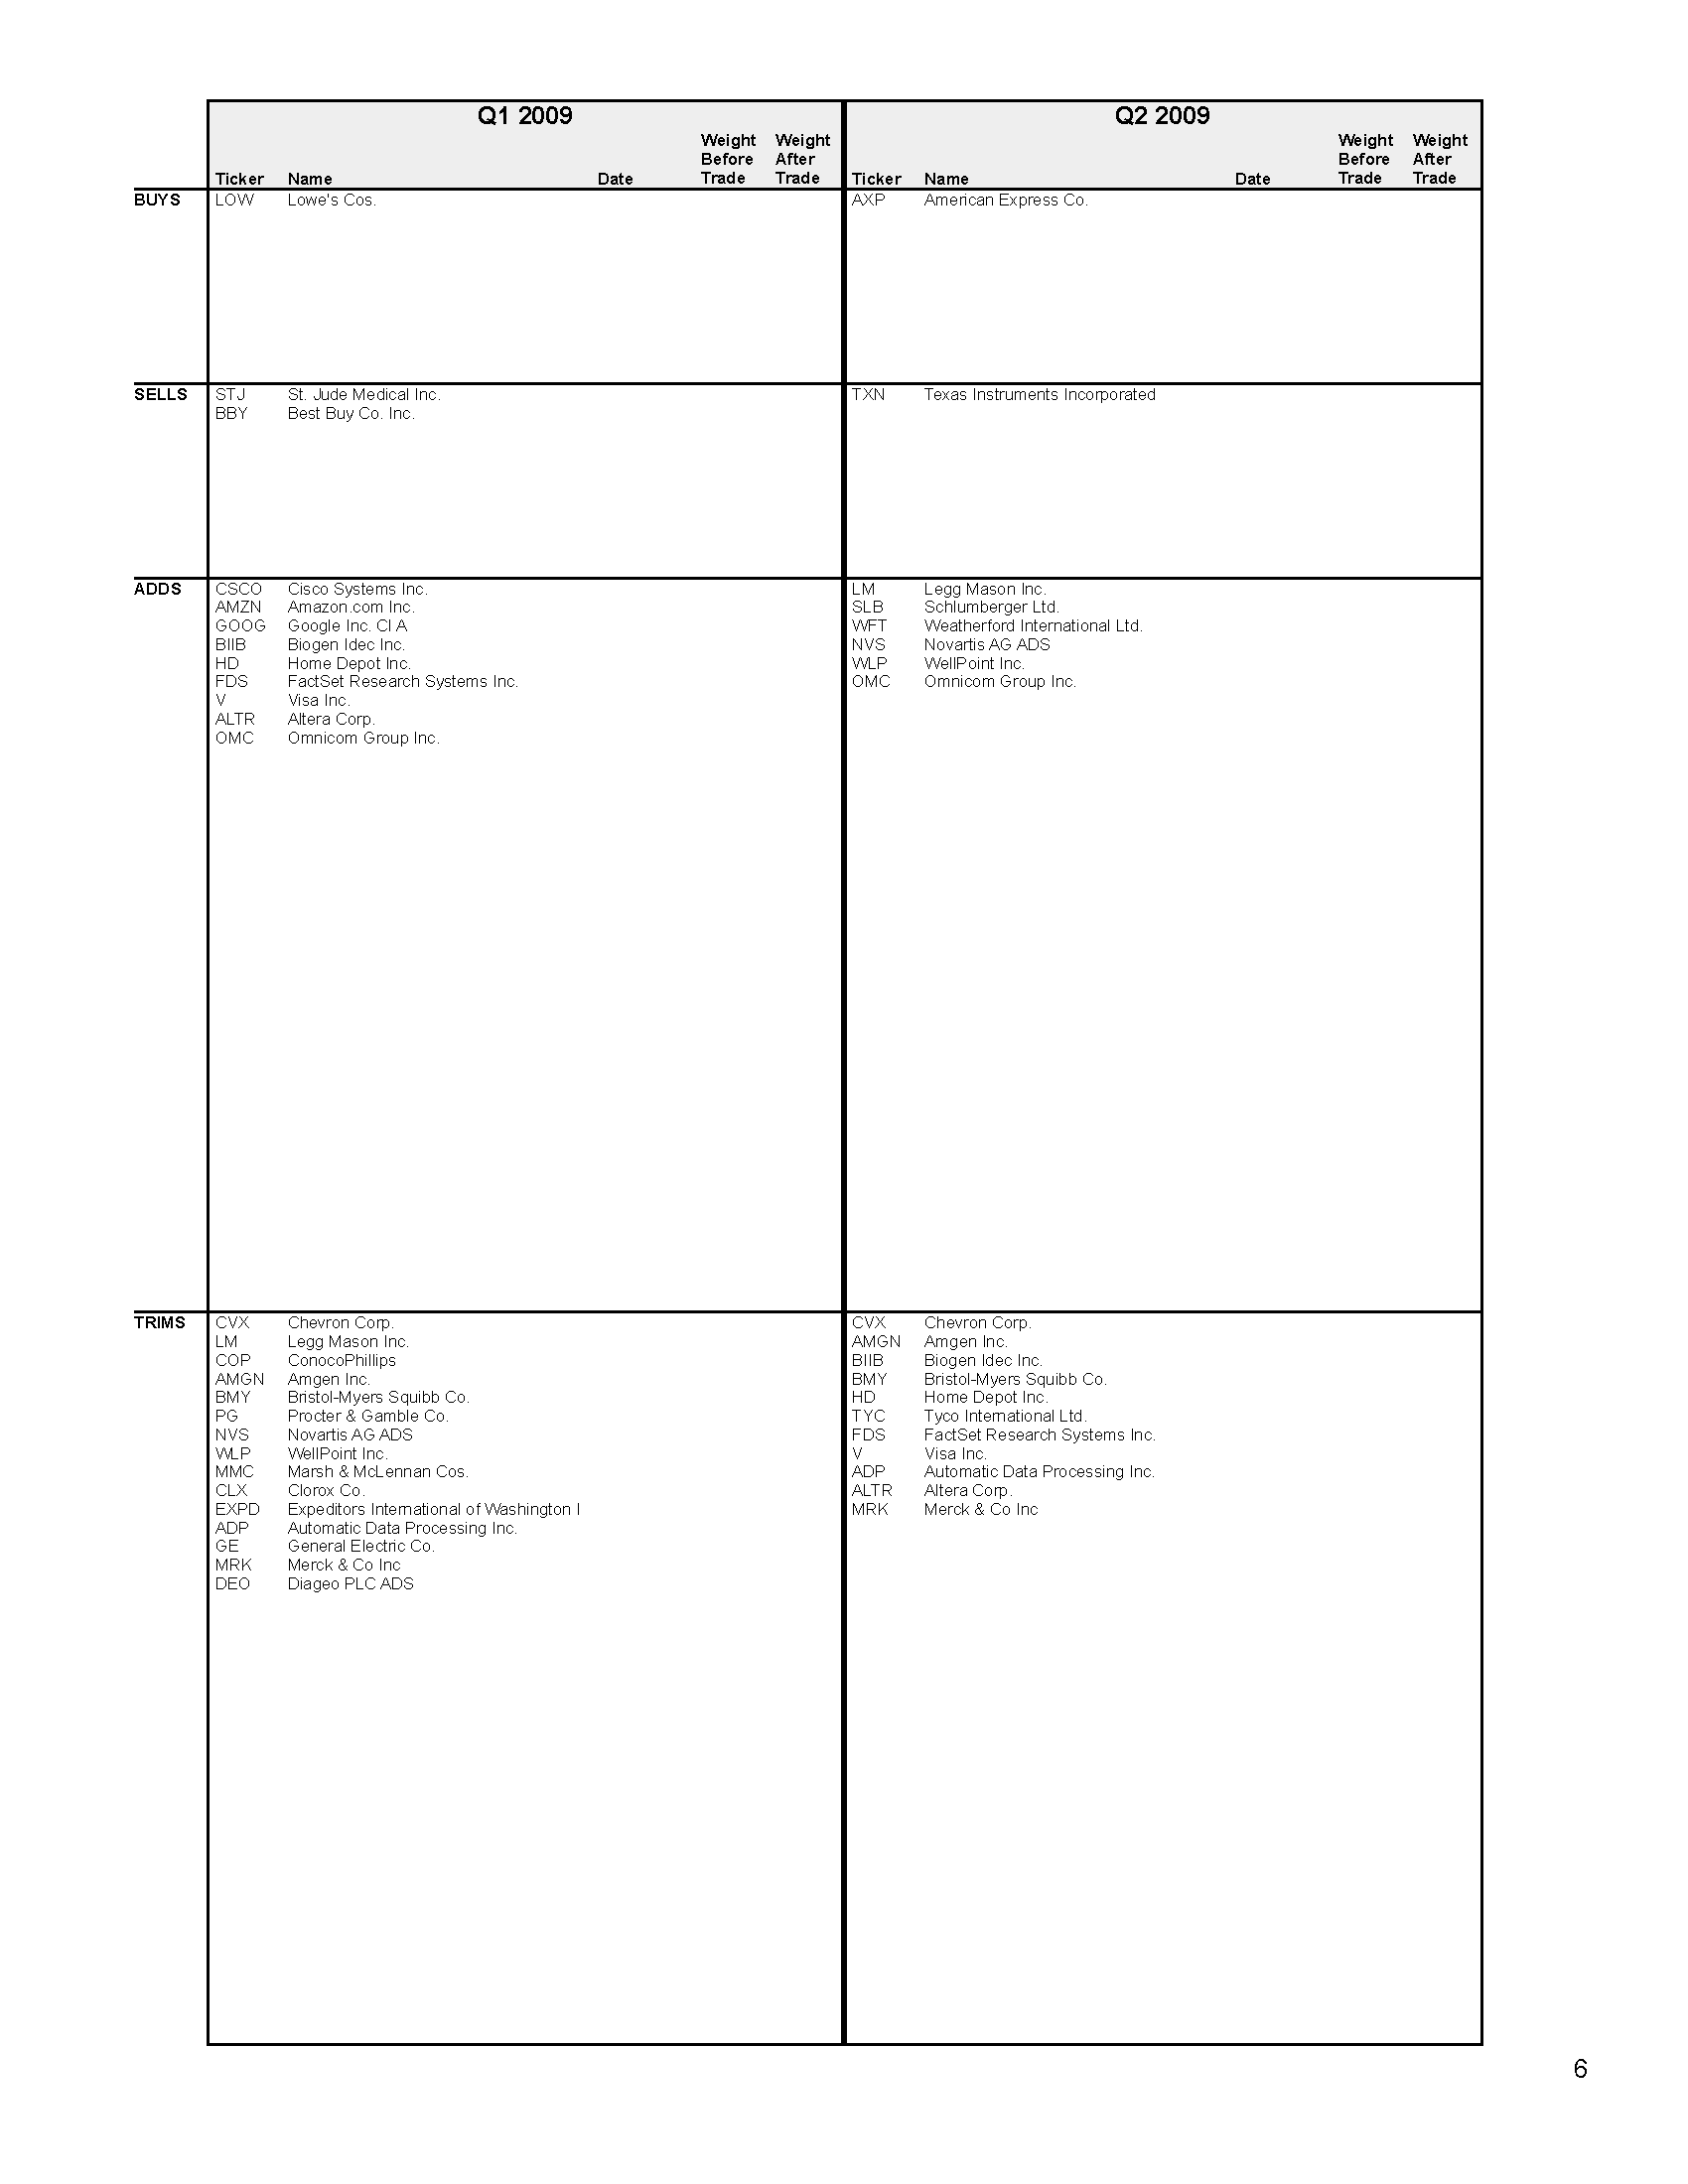 Q1 2009 Q2 2009
Weight Weight Weight Weight
Before After Before After
Ticker Name Date Trade Trade Ticker Name Date Trade Trade
BUYS LOW Lowe's Cos. AXP American Express Co.
SELLS STJ St. Jude Medical Inc. TXN Texas Instruments Incorporated
BBY Best Buy Co. Inc.
ADDS CSCO Cisco Systems Inc. LM Legg Mason Inc.
AMZN Amazon.com Inc. SLB Schlumberger Ltd.
GOOG Google Inc. Cl A WFT Weatherford International Ltd.
BIIB Biogen Idec Inc. NVS Novartis AG ADS
HD Home Depot Inc. WLP WellPoint Inc.
FDS FactSet Research Systems Inc. OMC Omnicom Group Inc.
V Visa Inc.
ALTR Altera Corp.
OMC Omnicom Group Inc.
TRIMS CVX Chevron Corp. CVX Chevron Corp.
LM Legg Mason Inc. AMGN Amgen Inc.
COP ConocoPhillips BIIB Biogen Idec Inc.
AMGN Amgen Inc. BMY Bristol-Myers Squibb Co.
BMY Bristol-Myers Squibb Co. HD Home Depot Inc.
PG Procter & Gamble Co. TYC Tyco International Ltd.
NVS Novartis AG ADS FDS FactSet Research Systems Inc.
WLP WellPoint Inc. V Visa Inc.
MMC Marsh & McLennan Cos. ADP Automatic Data Processing Inc.
CLX Clorox Co. ALTR Altera Corp.
EXPD Expeditors International of Washington I MRK Merck & Co Inc
ADP Automatic Data Processing Inc.
GE General Electric Co.
MRK Merck & Co Inc
DEO Diageo PLC ADS
6